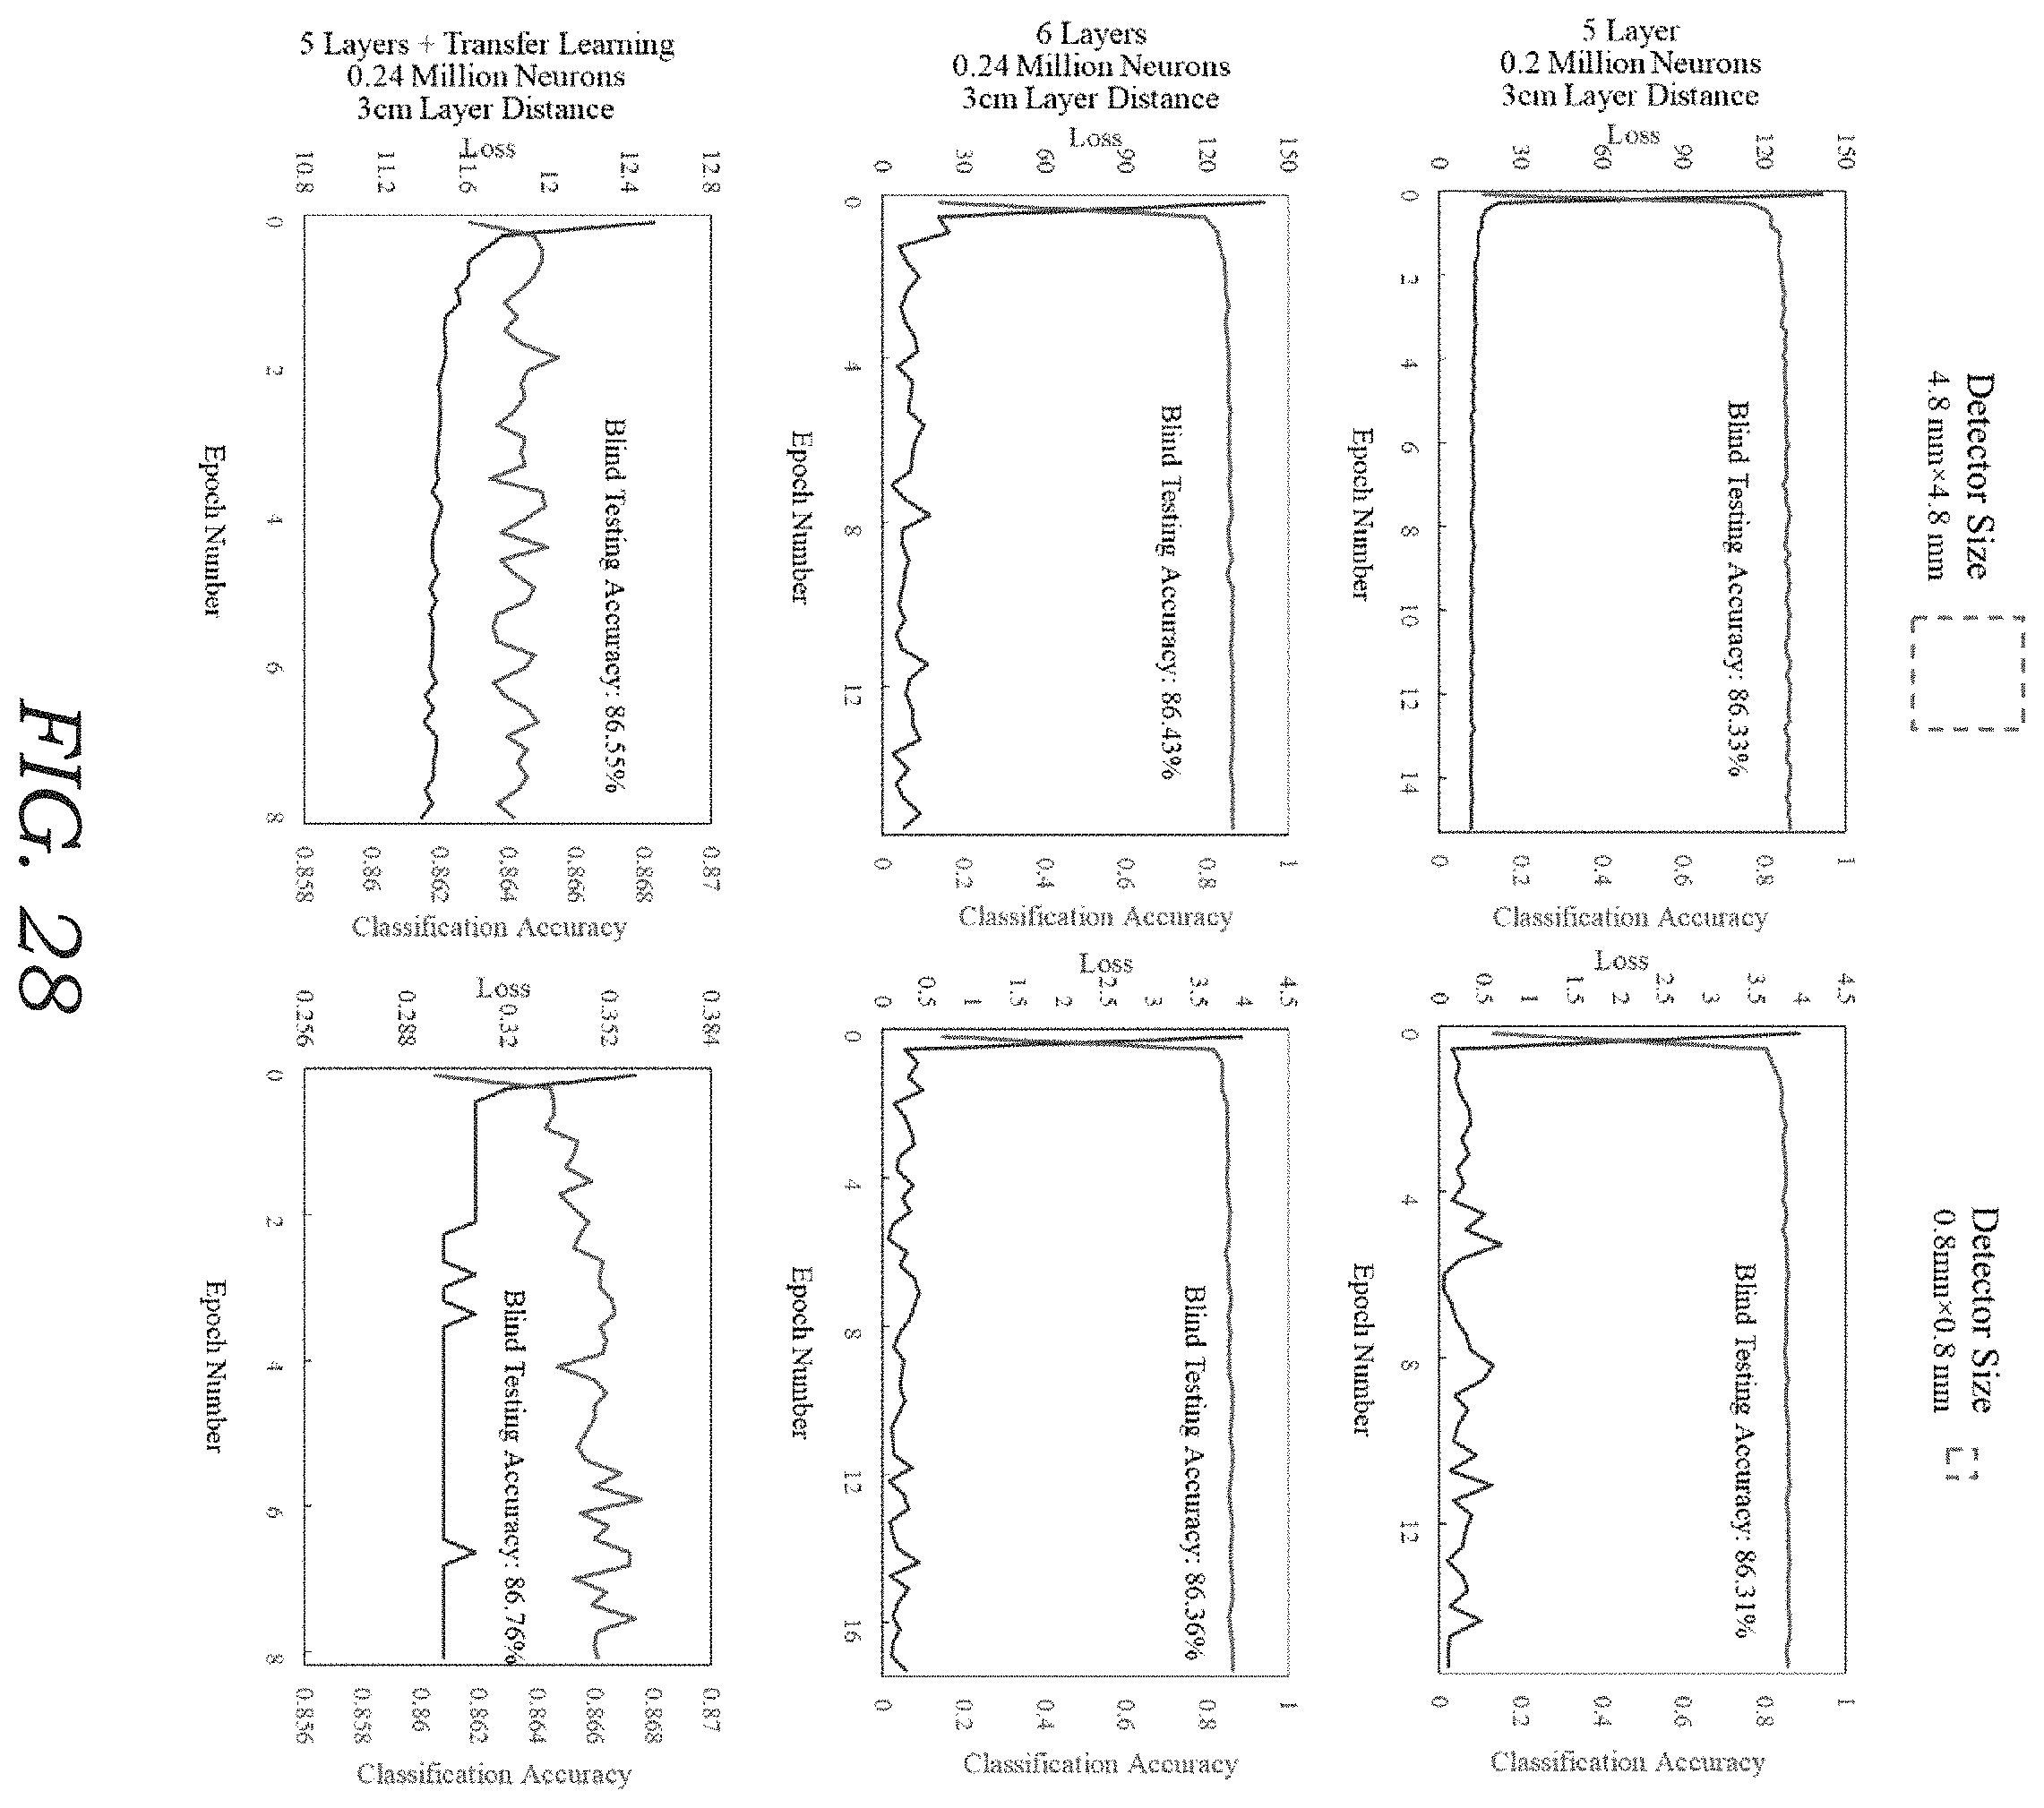 Detector Size
4.8 mm×4.8 mm
Detector Size
0.8mm×0.8 mm
5 Layer
0.2 Million Neurons
3cm Layer Distance
Loss
0
30
60
90
120
150
0
2
4
6
8
10
12
14
Blind Testing Accuracy: 86.33%
Epoch Number
0
0.2
0.4
0.6
0.8
1
Classification Accuracy
Loss
0
0.5
1
1.5
2
2.5
3
3.5
4
4.5
0
4
8
12
Blind Testing Accuracy: 86.31%
Epoch Number
0
0.2
0.4
0.6
0.8
1
Classification Accuracy
6 Layers
0.24 Million Neurons
3cm Layer Distance
Loss
0
30
60
90
120
150
0
4
8
12
Blind Testing Accuracy: 86.43%
Epoch Number
0
0.2
0.4
0.6
0.8
1
Classification Accuracy
Loss
0
0.5
1
1.5
2
2.5
3
3.5
4
4.5
0
4
8
12
16
Blind Testing Accuracy: 86.36%
Epoch Number
0
0.2
0.4
0.6
0.8
1
Classification Accuracy
5 Layers + Transfer Learning
0.24 Million Neurons
3cm Layer Distance
Loss
10.8
11.2
11.6
12
12.4
12.8
0
2
4
6
8
Blind Testing Accuracy: 86.55%
Epoch Number
0.858
0.86
0.862
0.864
0.866
0.868
0.87
Classification Accuracy
Loss
0.256
0.288
0.32
0.352
0.384
0
2
4
6
8
Blind Testing Accuracy: 86.76%
Epoch Number
0.856
0.858
0.86
0.862
0.864
0.866
0.868
0.87
Classification Accuracy
FIG. 28